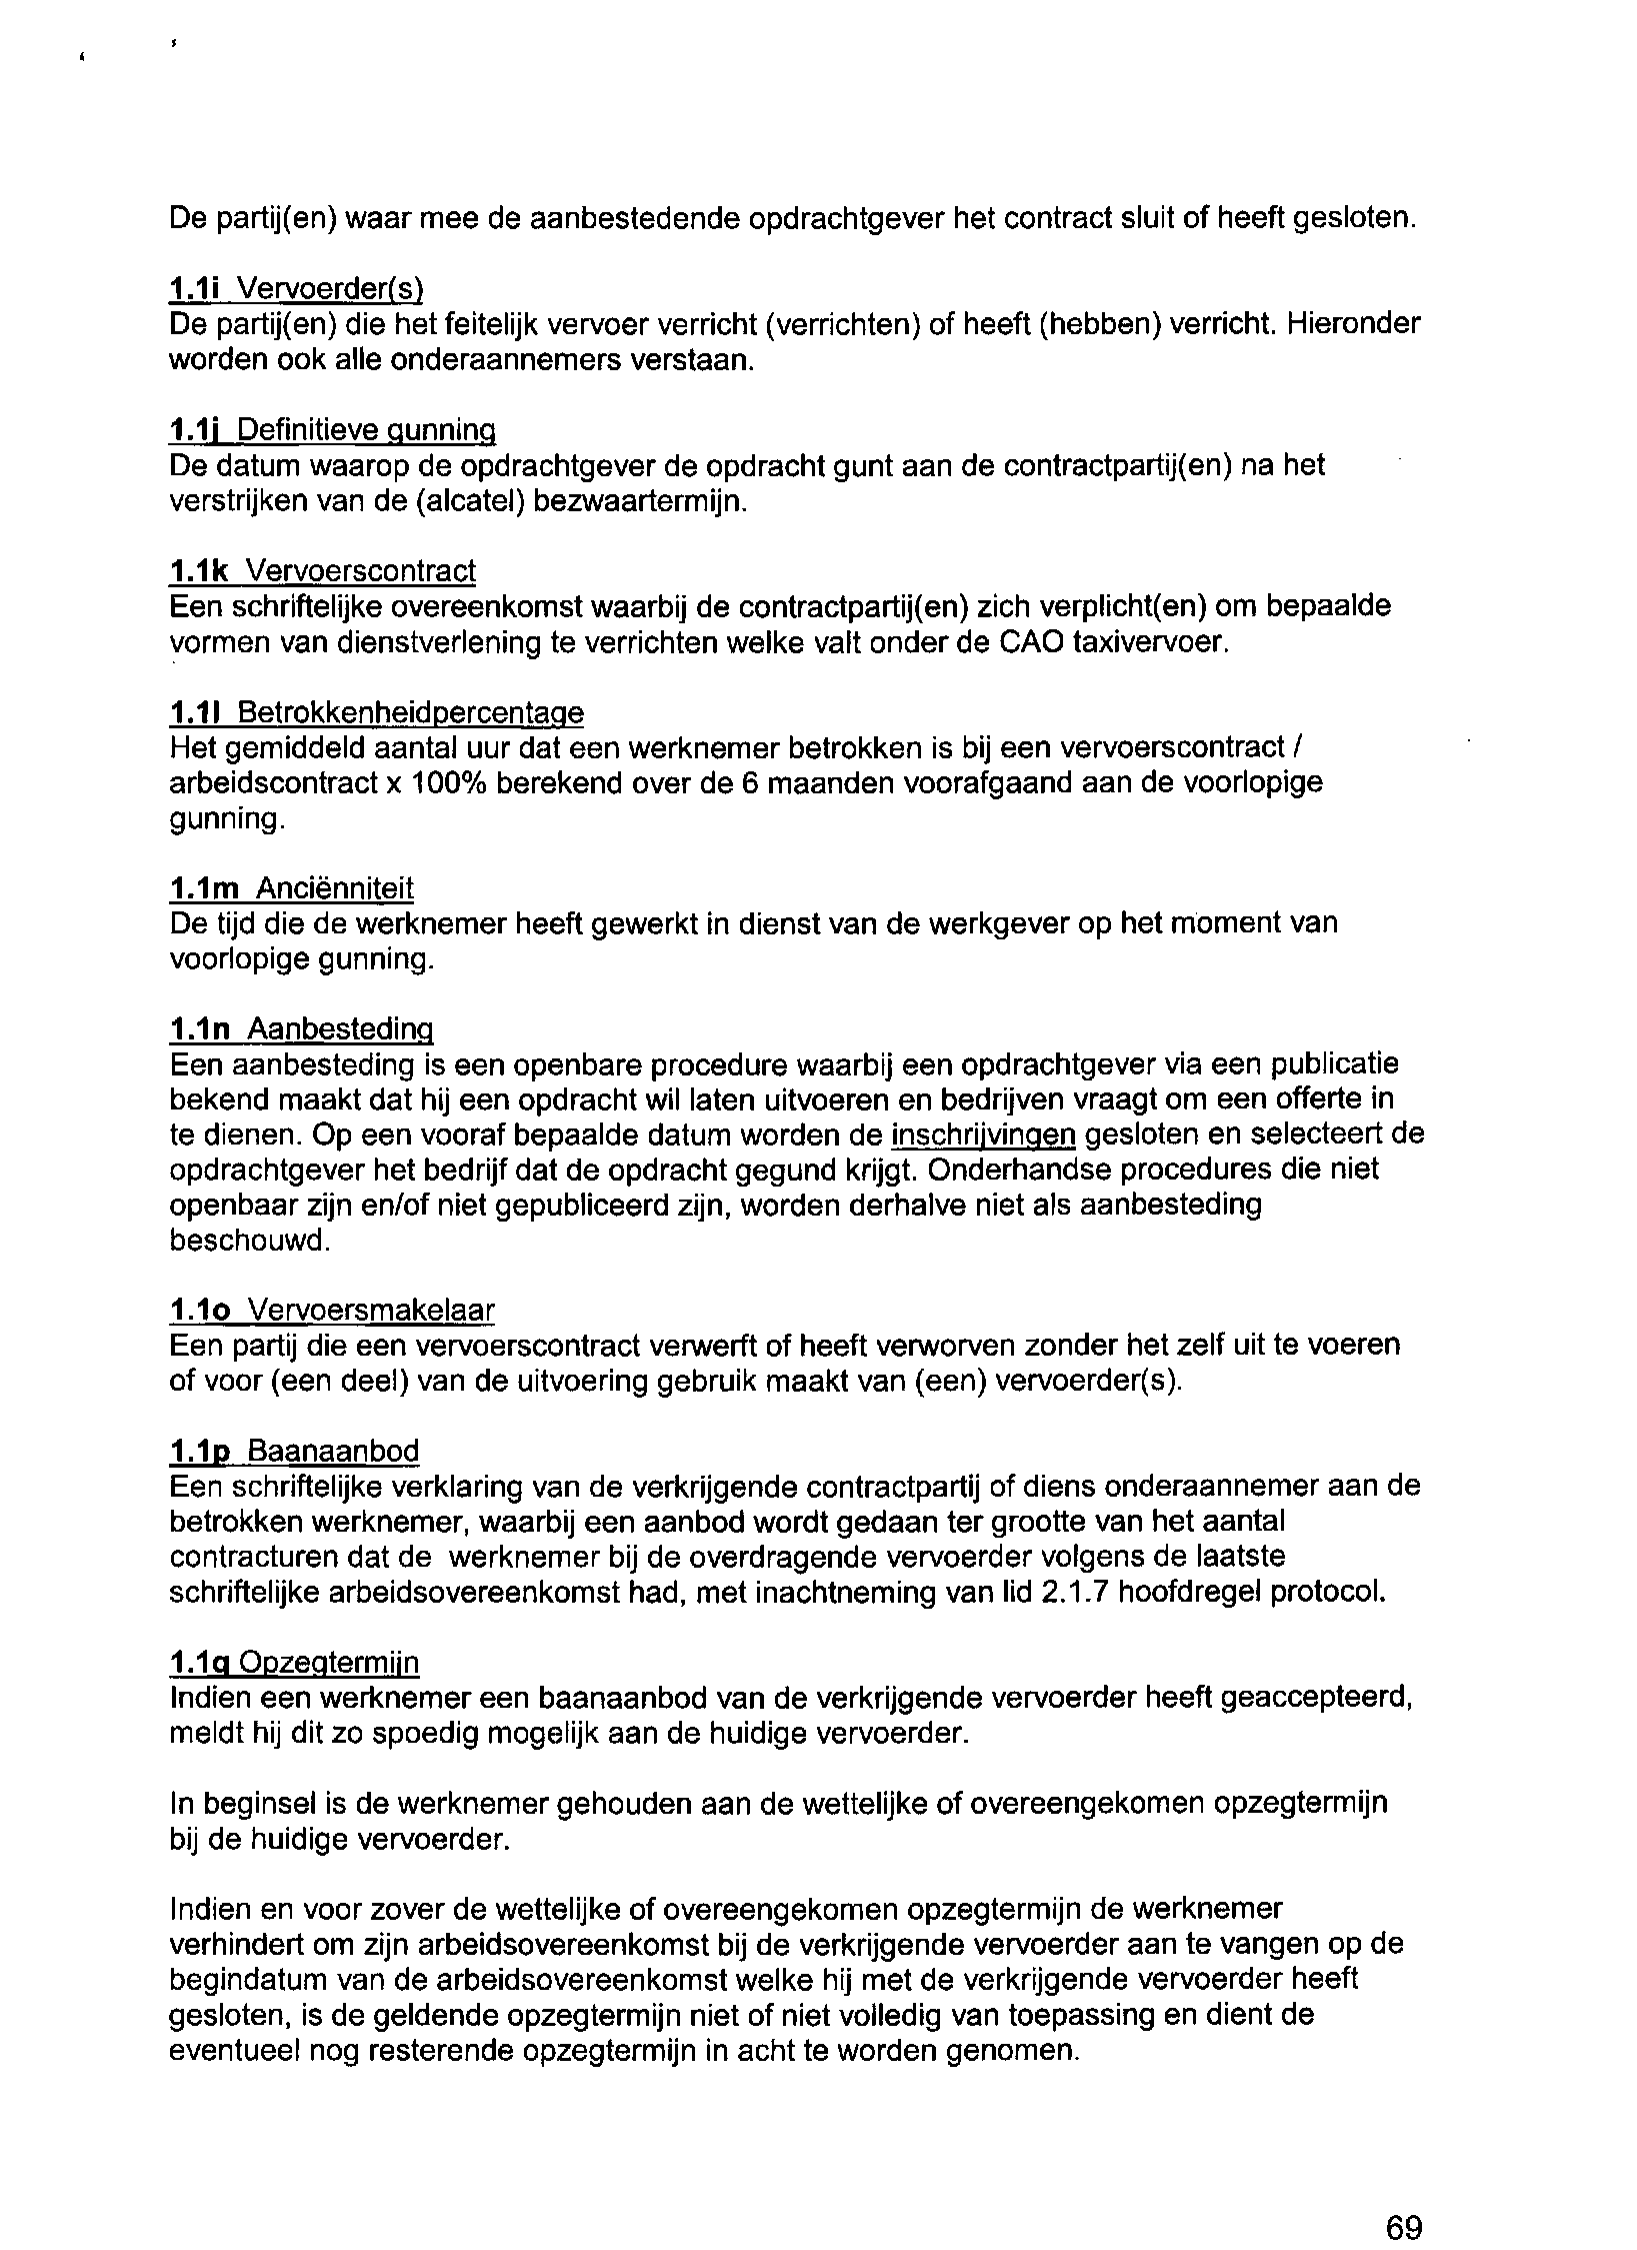 De partij(en) waar mee de aanbestedende opdrachtgever het contract sluit of heeft gesloten.
1.1i Vervoerder(s)
De partij(en) die het feitelijk vervoer verricht (verrichten) of heeft (hebben) verricht. Hieronder
worden ook alle onderaannemers verstaan.
1.1j Definitieve gunning
De datum waarop de opdrachtgever de opdracht gunt aan de contractpartij(en) na het
verstrijken van de (alcatel) bezwaartermijn.
1.1k Vervoerscontract
Een schriftelijke overeenkomst waarbij de contractpartij(en) zich verplicht(en) om bepaalde
vormen van dienstverlening te verrichten welke valt onder de CAO taxivervoer.
1.1l Betrokkenheidpercentage
Het gemiddeld aantal uur dat een werknemer betrokken is bij een vervoerscontract /
arbeidscontract x 100% berekend over de 6 maanden voorafgaand aan de voorlopige
gunning.
1.1m Anciënniteit
De tijd die de werknemer heeft gewerkt in dienst van de werkgever op het moment van
voorlopige gunning.
1.1n Aanbesteding
Een aanbesteding is een openbare procedure waarbij een opdrachtgever via een publicatie
bekend maakt dat hij een opdracht wil laten uitvoeren en bedrijven vraagt om een offerte in
te dienen. Op een vooraf bepaalde datum worden de inschrijvingen gesloten en selecteert de
opdrachtgever het bedrijf dat de opdracht gegund krijgt. Onderhandse procedures die niet
openbaar zijn en/of niet gepubliceerd zijn, worden derhalve niet als aanbesteding
beschouwd.
1.1o Vervoersmakelaar
Een partij die een vervoerscontract verwerft of heeft verworven zonder het zelf uit te voeren
of voor (een deel) van de uitvoering gebruik maakt van (een) vervoerder(s).
1.1p Baanaanbod
Een schriftelijke verklaring van de verkrijgende contractpartij of diens onderaannemer aan de
betrokken werknemer, waarbij een aanbod wordt gedaan ter grootte van het aantal
contracturen dat de werknemer bij de overdragende vervoerder volgens de laatste
schriftelijke arbeidsovereenkomst had, met inachtneming van lid 2.1.7 hoofdregel protocol.
1.1q Opzegtermijn
Indien een werknemer een baanaanbod van de verkrijgende vervoerder heeft geaccepteerd,
meldt hij dit zo spoedig mogelijk aan de huidige vervoerder.
In beginsel is de werknemer gehouden aan de wettelijke of overeengekomen opzegtermijn
bij de huidige vervoerder.
Indien en voor zover de wettelijke of overeengekomen opzegtermijn de werknemer
verhindert om zijn arbeidsovereenkomst bij de verkrijgende vervoerder aan te vangen op de
begindatum van de arbeidsovereenkomst welke hij met de verkrijgende vervoerder heeft
gesloten, is de geldende opzegtermijn niet of niet volledig van toepassing en dient de
eventueel nog resterende opzegtermijn in acht te worden genomen.
69